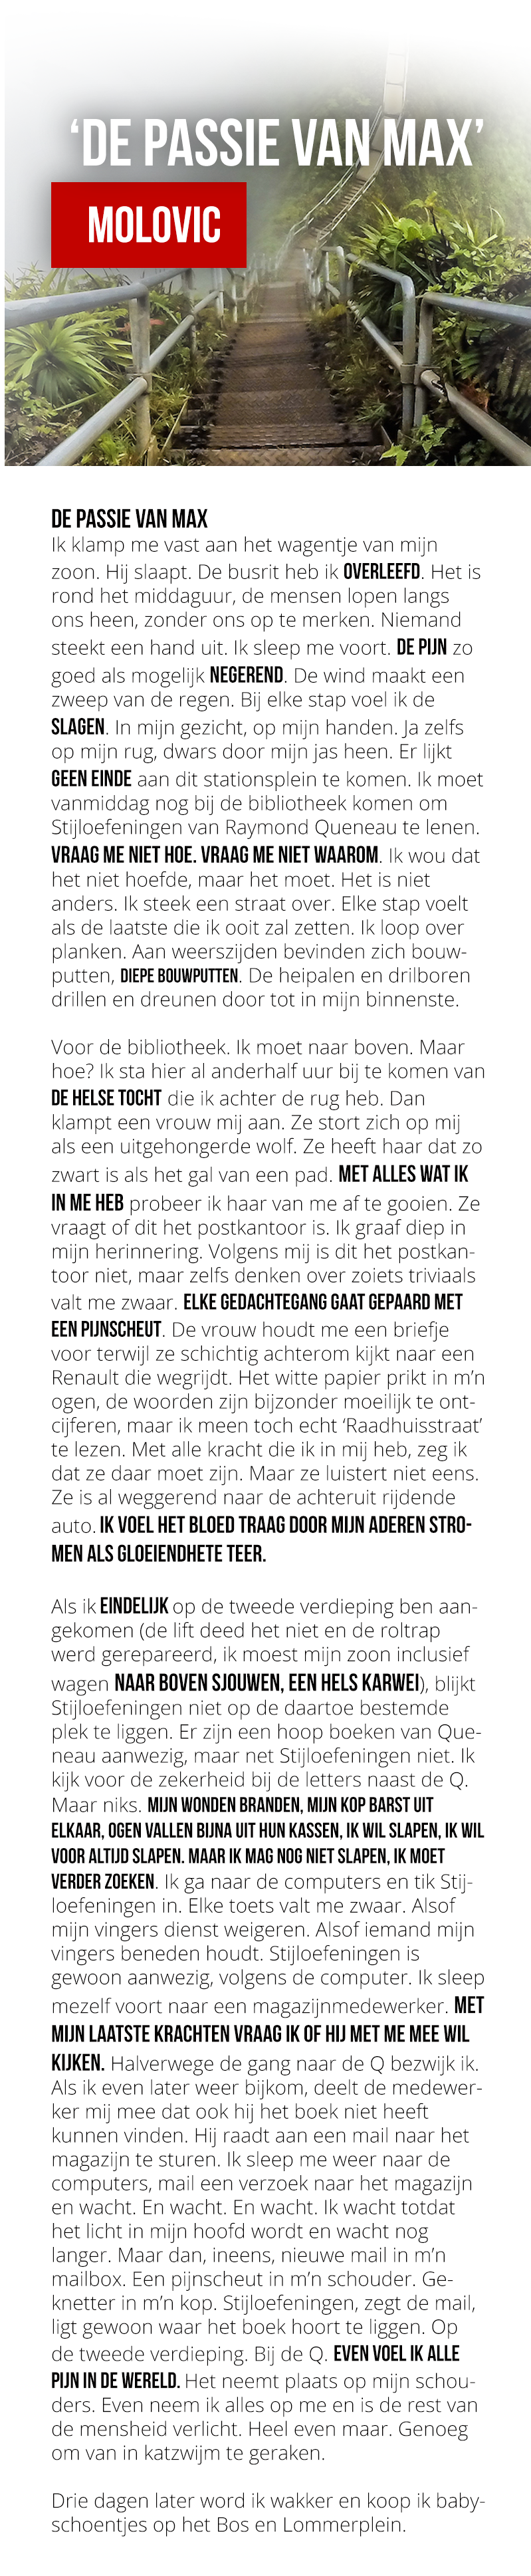 ‘DE PASSIE VAN MAX’
MOLOVIC
DE PASSIE VAN MAX
Ik klamp me vast aan het wagentje van mijn
zoon. Hij slaapt. De busrit heb ik OVERLEEFD. Het is
rond het middaguur, de mensen lopen langs
ons heen, zonder ons op te merken. Niemand
steekt een hand uit. Ik sleep me voort. DE PIJN zo
goed als mogelijk NEGEREND. De wind maakt een
zweep van de regen. Bij elke stap voel ik de
SLAGEN. In mijn gezicht, op mijn handen. Ja zelfs
op mijn rug, dwars door mijn jas heen. Er lijkt
GEEN EINDE aan dit stationsplein te komen. Ik moet
vanmiddag nog bij de bibliotheek komen om
Stijloefeningen van Raymond Queneau te lenen.
VRAAG ME NIET HOE. VRAAG ME NIET WAAROM. Ik wou dat
het niet hoefde, maar het moet. Het is niet
anders. Ik steek een straat over. Elke stap voelt
als de laatste die ik ooit zal zetten. Ik loop over
planken. Aan weerszijden bevinden zich bouw-
putten, DIEPE BOUWPUTTEN. De heipalen en drilboren
drillen en dreunen door tot in mijn binnenste.
Voor de bibliotheek. Ik moet naar boven. Maar
hoe? Ik sta hier al anderhalf uur bij te komen van
DE HELSE TOCHT die ik achter de rug heb. Dan
klampt een vrouw mij aan. Ze stort zich op mij
als een uitgehongerde wolf. Ze heeft haar dat zo
zwart is als het gal van een pad. MET ALLES WAT IK
IN ME HEB probeer ik haar van me af te gooien. Ze
vraagt of dit het postkantoor is. Ik graaf diep in
mijn herinnering. Volgens mij is dit het postkan-
toor niet, maar zelfs denken over zoiets triviaals
valt me zwaar. ELKE GEDACHTEGANG GAAT GEPAARD MET
EEN PIJNSCHEUT. De vrouw houdt me een briefje
voor terwijl ze schichtig achterom kijkt naar een
Renault die wegrijdt. Het witte papier prikt in m’n
ogen, de woorden zijn bijzonder moeilijk te ont-
cijferen, maar ik meen toch echt ‘Raadhuisstraat’
te lezen. Met alle kracht die ik in mij heb, zeg ik
dat ze daar moet zijn. Maar ze luistert niet eens.
Ze is al weggerend naar de achteruit rijdende
auto. IK VOEL HET BLOED TRAAG DOOR MIJN ADEREN STRO-
MEN ALS GLOEIENDHETE TEER.
Als ik EINDELIJK op de tweede verdieping ben aan-
gekomen (de lift deed het niet en de roltrap
werd gerepareerd, ik moest mijn zoon inclusief
wagen NAAR BOVEN SJOUWEN, EEN HELS KARWEI), blijkt
Stijloefeningen niet op de daartoe bestemde
plek te liggen. Er zijn een hoop boeken van Que-
neau aanwezig, maar net Stijloefeningen niet. Ik
kijk voor de zekerheid bij de letters naast de Q.
Maar niks. MIJN WONDEN BRANDEN, MIJN KOP BARST UIT
ELKAAR, OGEN VALLEN BIJNA UIT HUN KASSEN, IK WIL SLAPEN, IK WIL
VOOR ALTIJD SLAPEN. MAAR IK MAG NOG NIET SLAPEN, IK MOET
VERDER ZOEKEN. Ik ga naar de computers en tik Stij-
loefeningen in. Elke toets valt me zwaar. Alsof
mijn vingers dienst weigeren. Alsof iemand mijn
vingers beneden houdt. Stijloefeningen is
gewoon aanwezig, volgens de computer. Ik sleep
mezelf voort naar een magazijnmedewerker. MET
MIJN LAATSTE KRACHTEN VRAAG IK OF HIJ MET ME MEE WIL
KIJKEN. Halverwege de gang naar de Q bezwijk ik.
Als ik even later weer bijkom, deelt de medewer-
ker mij mee dat ook hij het boek niet heeft
kunnen vinden. Hij raadt aan een mail naar het
magazijn te sturen. Ik sleep me weer naar de
computers, mail een verzoek naar het magazijn
en wacht. En wacht. En wacht. Ik wacht totdat
het licht in mijn hoofd wordt en wacht nog
langer. Maar dan, ineens, nieuwe mail in m’n
mailbox. Een pijnscheut in m’n schouder. Ge-
knetter in m’n kop. Stijloefeningen, zegt de mail,
ligt gewoon waar het boek hoort te liggen. Op
de tweede verdieping. Bij de Q. EVEN VOEL IK ALLE
PIJN IN DE WERELD. Het neemt plaats op mijn schou-
ders. Even neem ik alles op me en is de rest van
de mensheid verlicht. Heel even maar. Genoeg
om van in katzwijm te geraken.
Drie dagen later word ik wakker en koop ik baby-
schoentjes op het Bos en Lommerplein.